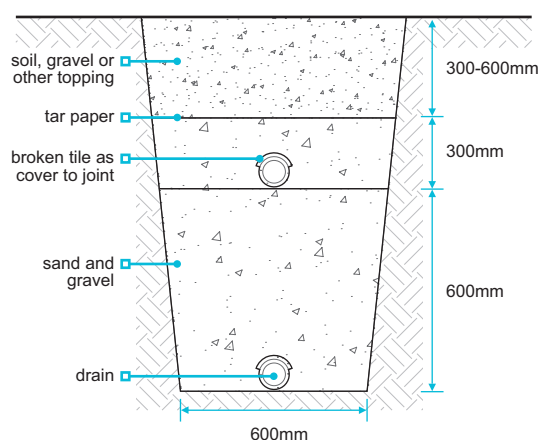 soil, gravel or
other topping
tar paper
broken tile as
cover to joint
sand and
gravel
drain
300-600mm
300mm
600mm
600mm